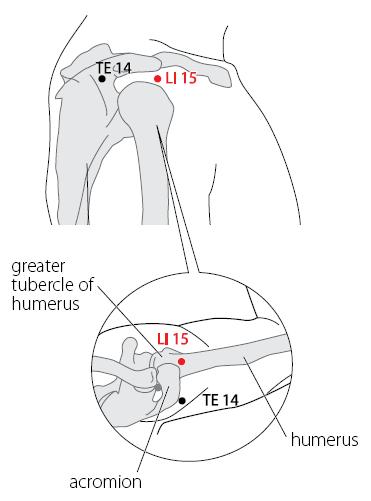 TE 14
LI 15
greater
tubercle of
humerus
LI 15
TE 14
humerus
acromion